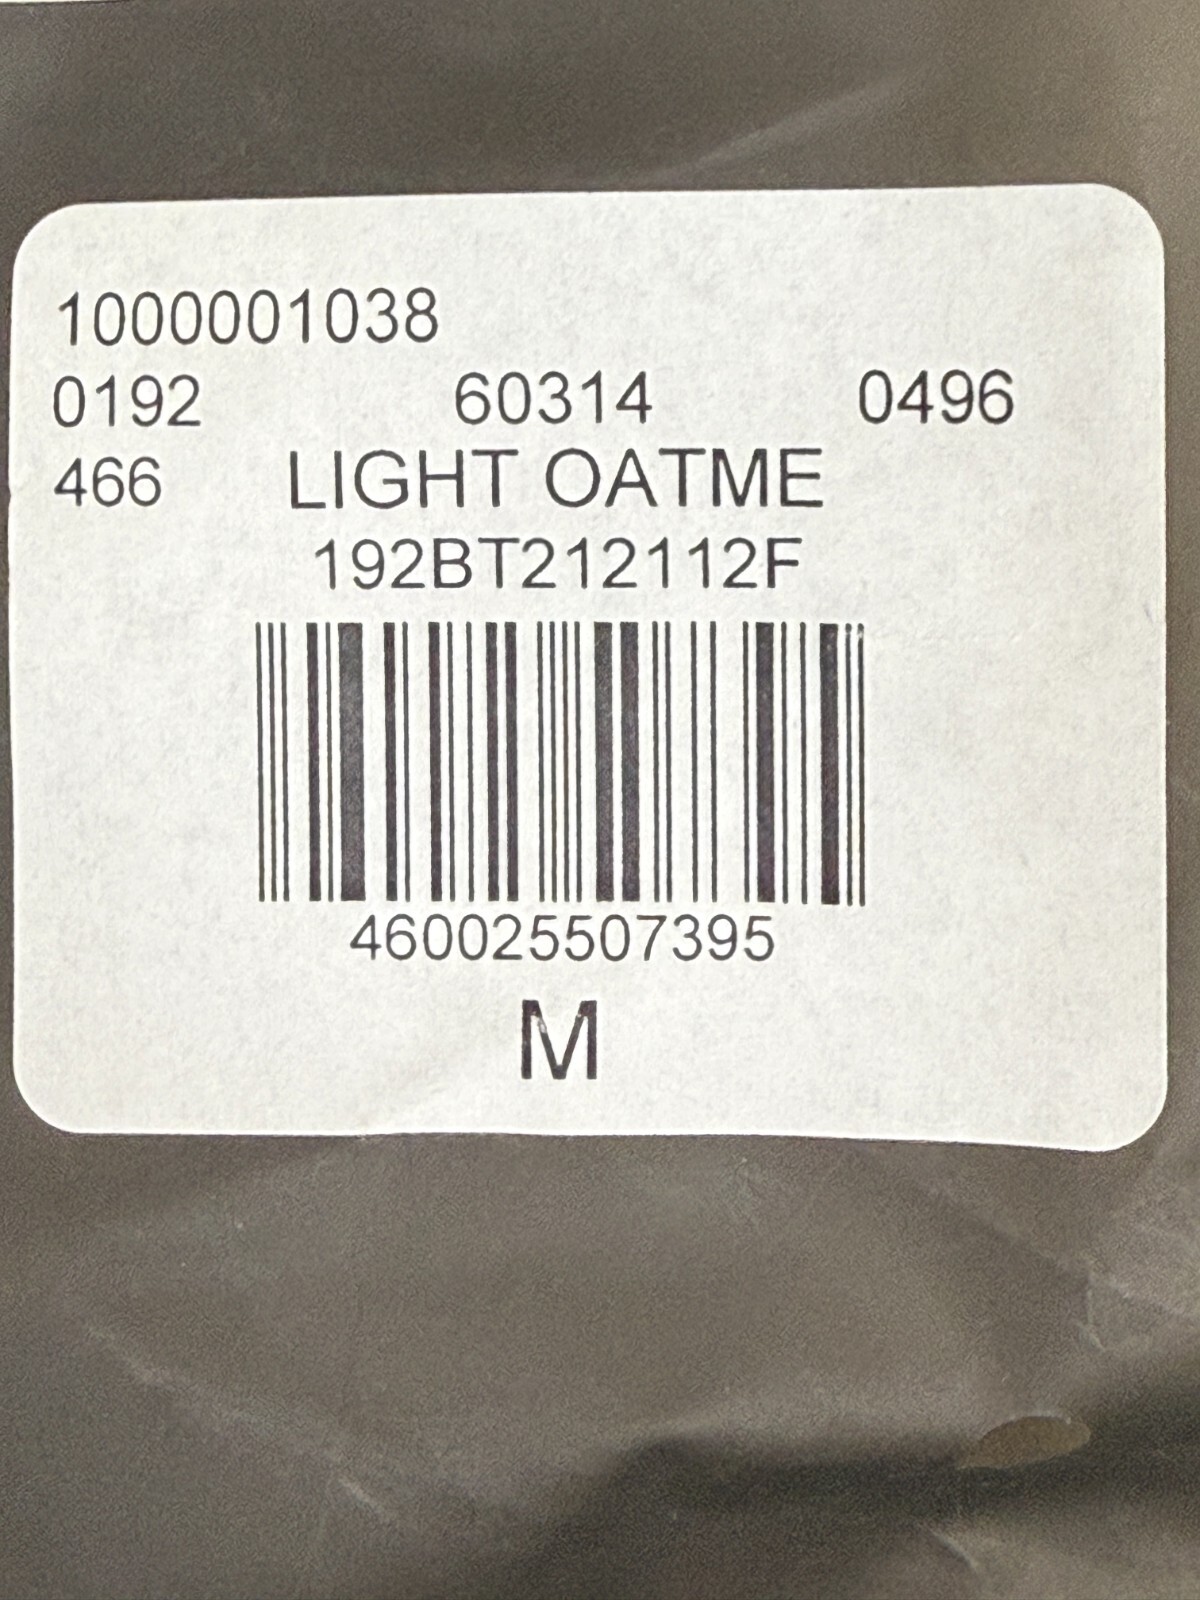 1000001038
0192 60314 0496
466 LIGHT OATME
192BT212112F
460025507395
M